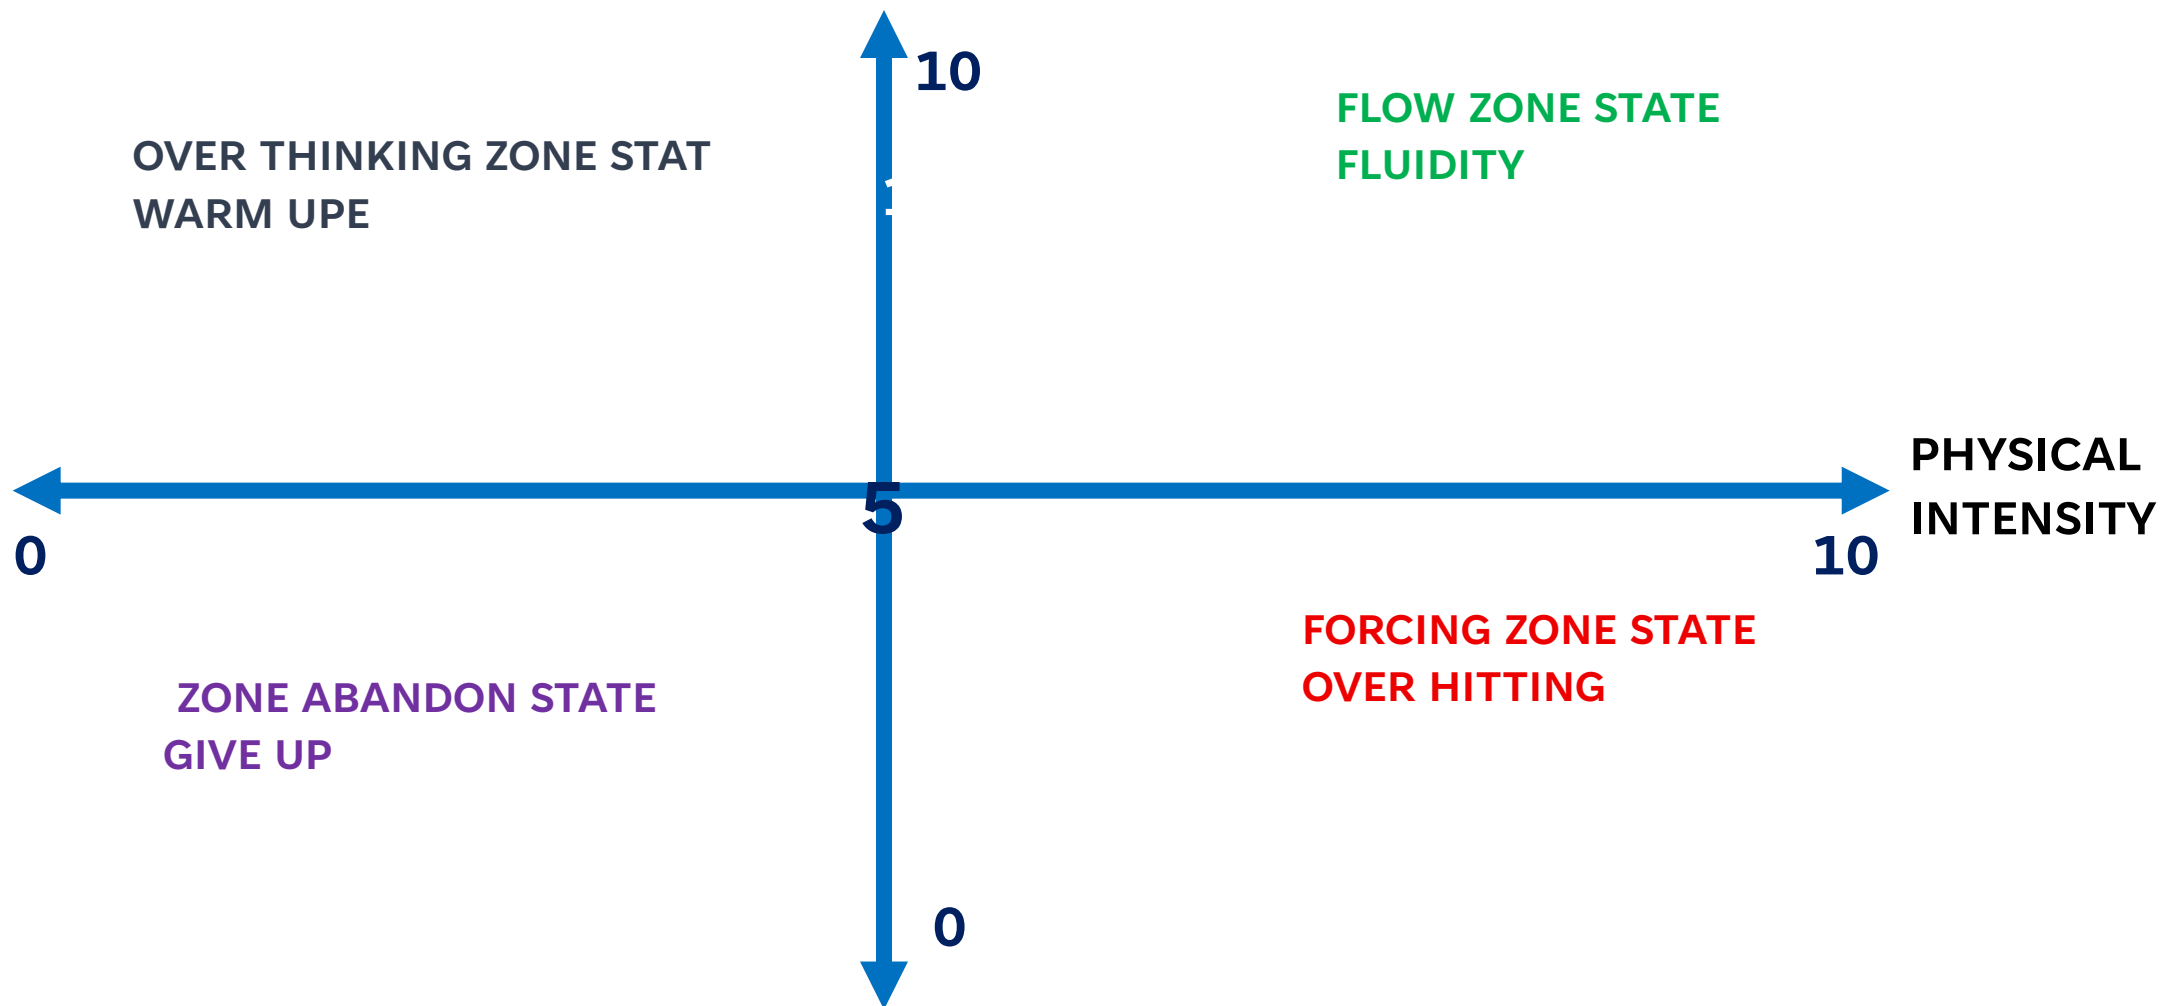 10
FLOW ZONE STATE
FLUIDITY
OVER THINKING ZONE STAT
WARM UPE
5
PHYSICAL
INTENSITY
0
10
FORCING ZONE STATE
OVER HITTING
ZONE ABANDON STATE
GIVE UP
0